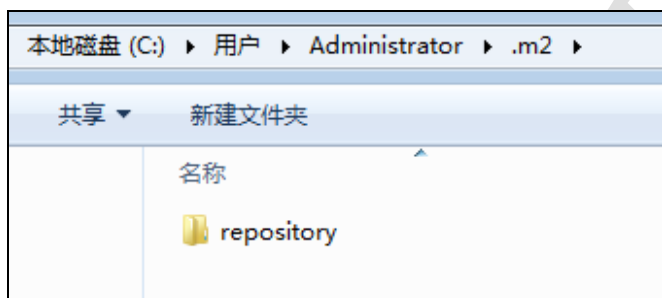 本地磁盘 (C:) ▶ 用户 ▶ Administrator ▶ .m2 ▶
共享 ▼ 新建文件夹
名称
repository